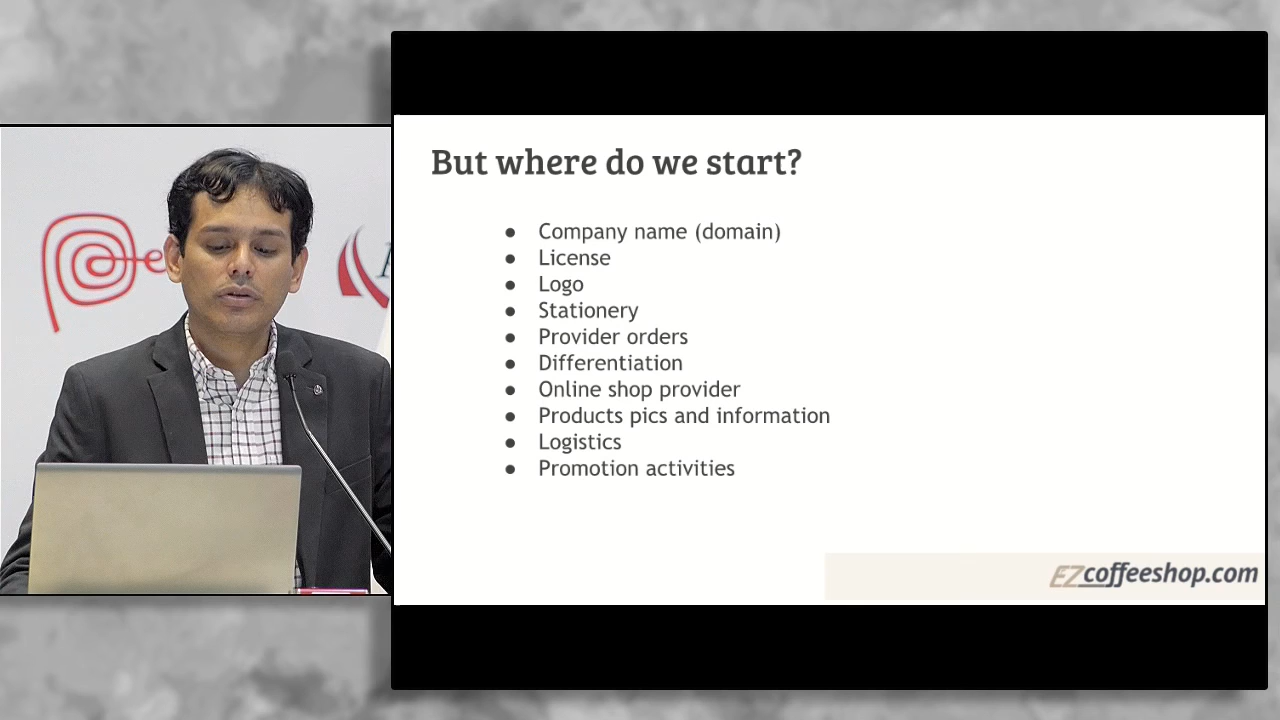 But where do we start?
● Company name (domain)
● License
● Logo
● Stationery
● Provider orders
● Differentiation
● Online shop provider
● Products pics and information
● Logistics
● Promotion activities
EZcoffeeshop.com